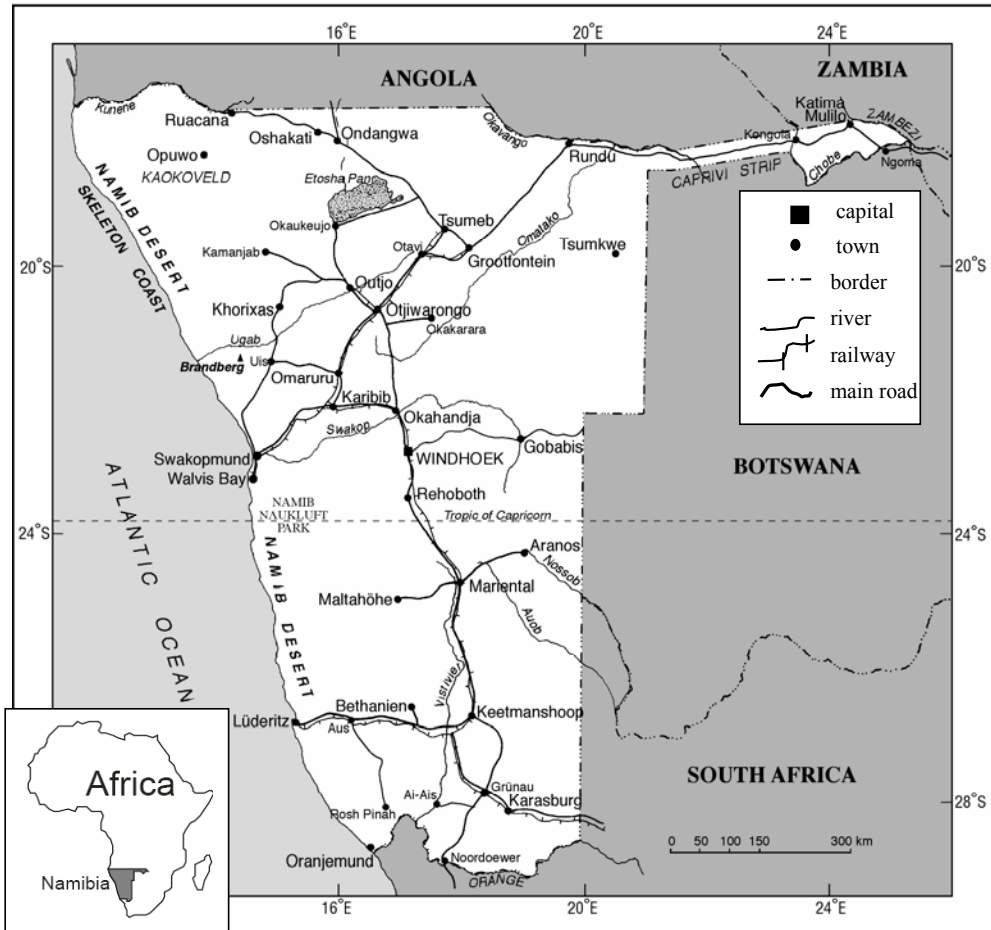 16°E
20°E
24°E
ANGOLA
ZAMBIA
Kunene
Ruacana
Oshakati
Ondangwa
Okavango
Rundu
Katima
Mulilo
ZAMBEZI
Kongola
Chobe
Ngoma
CAPRIVI STRIP
Opuwo
KAOKOVELD
Etosha Pan
NAMIB DESERT
SKELETON COAST
Okaukeujo
Tsumeb
Omatako
Kamanjab
Otavi
Grootfontein
Tsumkwe
20°S
20°S
Outjo
Khorixas
Otjiwarongo
Okakarara
Ugab
Brandberg
Uis
Omaruru
Karibib
Okahandja
Swakop
Gobabis
Swakopmund
WINDHOEK
Walvis Bay
Rehoboth
BOTSWANA
capital
town
border
river
railway
main road
ATLANTIC OCEAN
NAMIB
NAUKLUFT
PARK
Tropic of Capricorn
24°S
24°S
NAMIB DESERT
Aranos
Nossob
Mariental
Maltahöhe
Auob
Visrivier
Bethanien
Keetmanshoop
Lüderitz
Aus
SOUTH AFRICA
Grünau
Ai-Ais
Karasburg
Rosh Pinah
28°S
Oranjemund
Noordoewer
ORANGE
0 50 100 150 300 km
16°E
20°E
24°E
Africa
Namibia